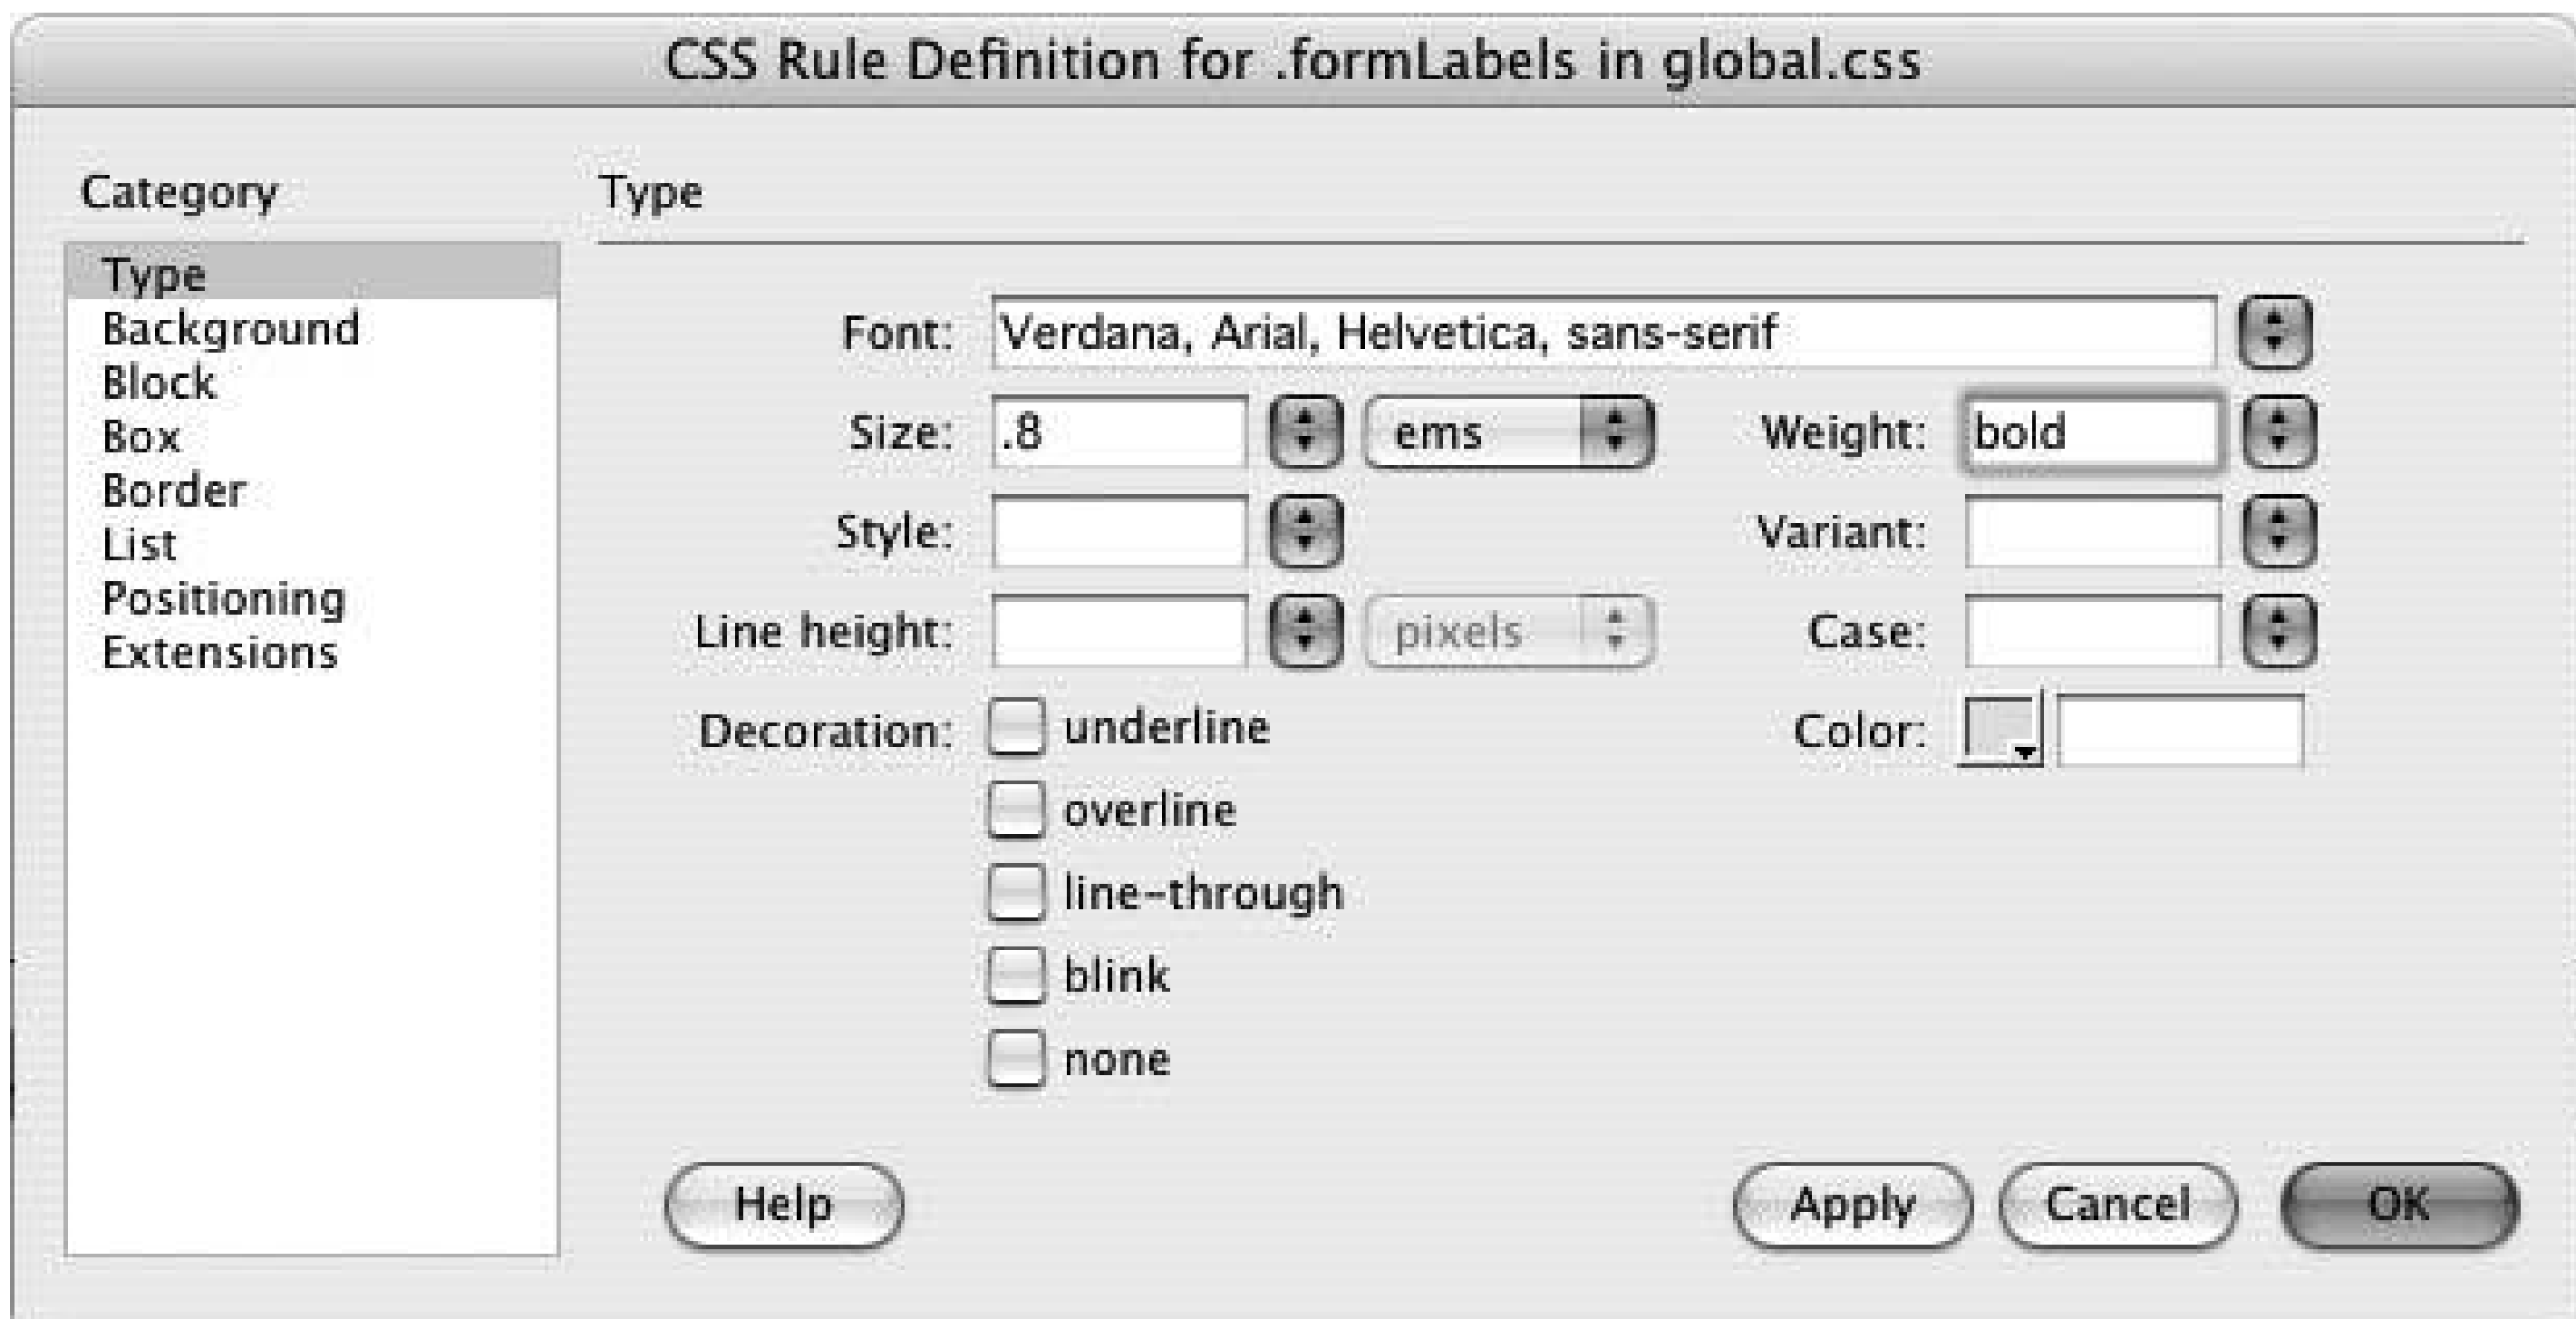 CSS Rule Definition for .formLabels in global.css
Category
Type
Type
Background
Block
Box
Border
List
Positioning
Extensions
Font: Verdana, Arial, Helvetica, sans-serif
Size: .8 ems Weight: bold
Style: Variant:
Line height: pixels Case:
Decoration: underline Color:
overline
line-through
blink
none
Help Apply Cancel OK